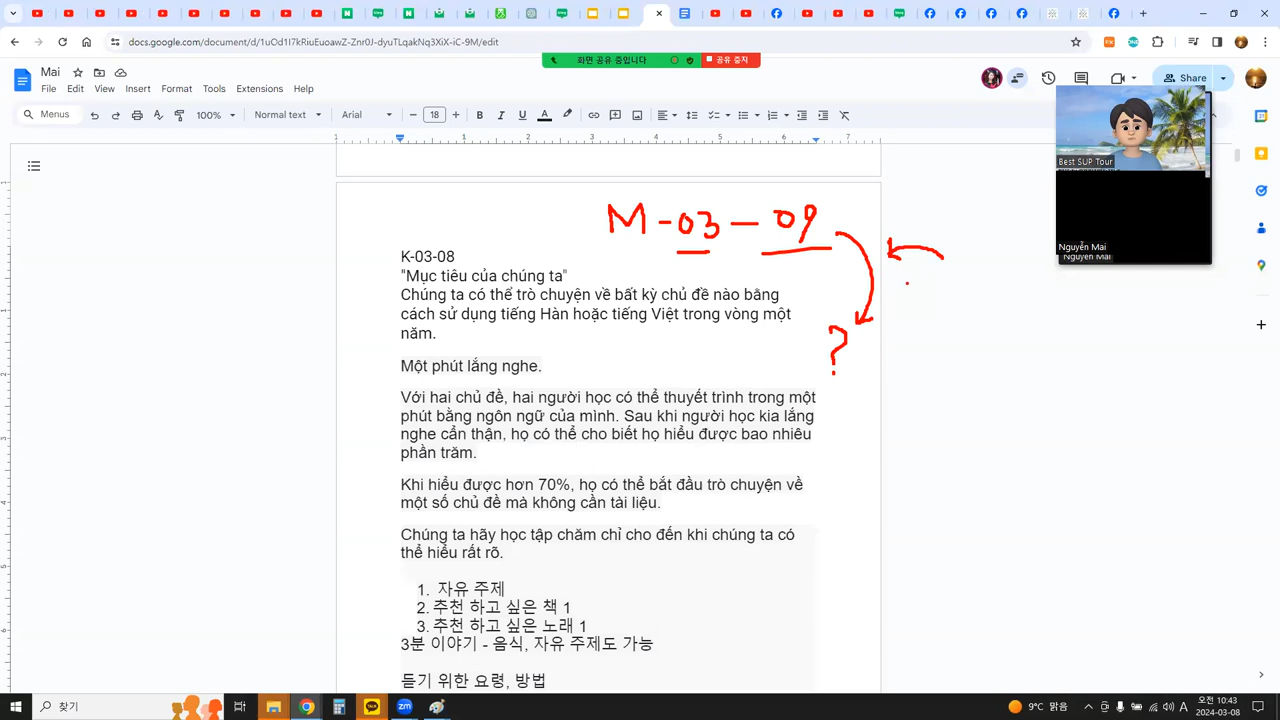 docs.google.com/document/d/1uOd1I7kRiuEuoawZ-Znr0J-dyuTLqakNq3XiX-iC-9M/edit
화면 공유 중입니다
공유 중지
Mai
File Edit View Insert Format Tools Extensions Help
Share
Menus
100%
Normal text
Arial
18
Best SUP Tour
Nguyễn Mai
Nguyễn Mai
M-03-09
?
K-03-08
"Mục tiêu của chúng ta"
Chúng ta có thể trò chuyện về bất kỳ chủ đề nào bằng
cách sử dụng tiếng Hàn hoặc tiếng Việt trong vòng một
năm.
Một phút lắng nghe.
Với hai chủ đề, hai người học có thể thuyết trình trong một
phút bằng ngôn ngữ của mình. Sau khi người học kia lắng
nghe cẩn thận, họ có thể cho biết họ hiểu được bao nhiêu
phần trăm.
Khi hiểu được hơn 70%, họ có thể bắt đầu trò chuyện về
một số chủ đề mà không cần tài liệu.
Chúng ta hãy học tập chăm chỉ cho đến khi chúng ta có
thể hiểu rất rõ.
1. 자유 주제
2. 추천 하고 싶은 책 1
3. 추천 하고 싶은 노래 1
3분 이야기 - 음식, 자유 주제도 가능
듣기 위한 요령, 방법
찾기
9℃ 맑음
A
오전 10:43
2024-03-08